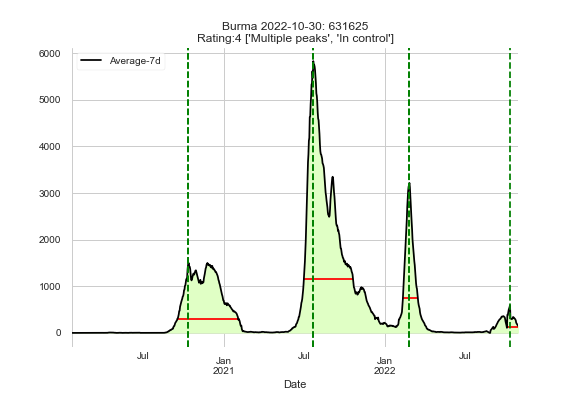 Burma 2022-10-30: 631625
Rating:4 ['Multiple peaks', 'In control']
Average-7d
6000
5000
4000
3000
2000
1000
0
Jul
Jan
2021
Jul
Jan
2022
Jul
Date